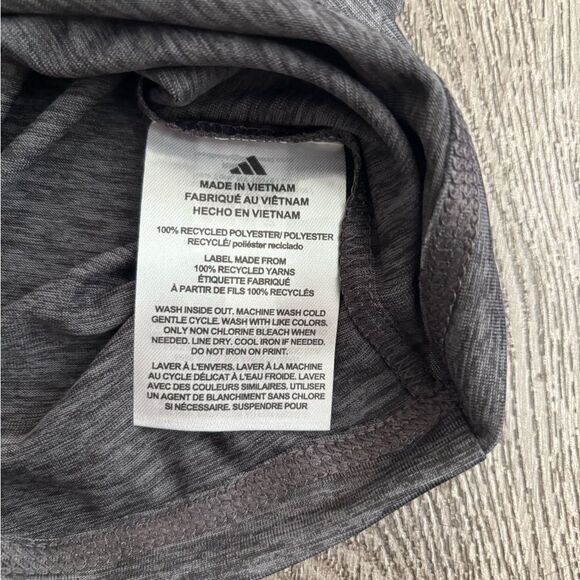 MADE IN VIETNAM
FABRIQUÉ AU VIÊTNAM
HECHO EN VIETNAM
100% RECYCLED POLYESTER/ POLYESTER
RECYCLÉ/ poliéster reciclado
LABEL MADE FROM
100% RECYCLED YARNS
ÉTIQUETTE FABRIQUÉ
À PARTIR DE FILS 100% RECYCLÉS
WASH INSIDE OUT. MACHINE WASH COLD
GENTLE CYCLE. WASH WITH LIKE COLORS.
ONLY NON CHLORINE BLEACH WHEN
NEEDED. LINE DRY. COOL IRON IF NEEDED.
DO NOT IRON ON PRINT.
LAVER À L'ENVERS, LAVER À LA MACHINE
AU CYCLE DÉLICAT À L'EAU FROIDE. LAVER
AVEC DES COULEURS SIMILAIRES. UTILISER
UN AGENT DE BLANCHIMENT SANS CHLORE
SI NÉCESSAIRE. SUSPENDRE POUR